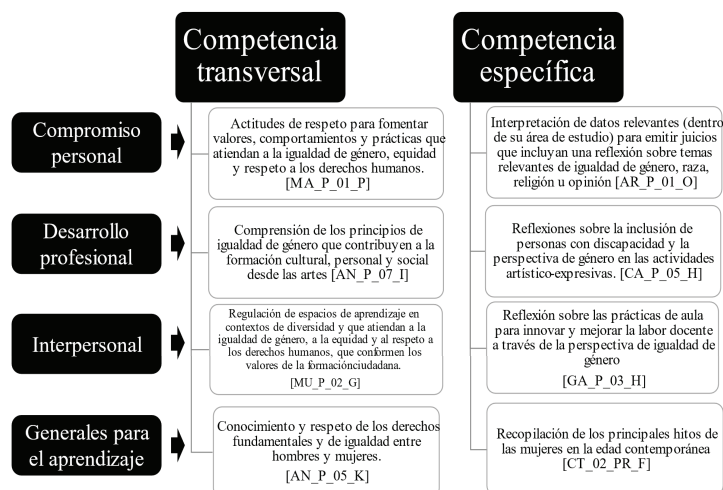 Competencia
transversal
Competencia
específica
Compromiso
personal
Actitudes de respeto para fomentar
valores, comportamientos y prácticas que
atiendan a la igualdad de género, equidad
y respeto a los derechos humanos.
[MA_P_01_P]
Interpretación de datos relevantes (dentro
de su área de estudio) para emitir juicios
que incluyan una reflexión sobre temas
relevantes de igualdad de género, raza,
religión u opinión [AR_P_01_O]
Desarrollo
profesional
Comprensión de los principios de
igualdad de género que contribuyen a la
formación cultural, personal y social
desde las artes [AN_P_07_I]
Reflexiones sobre la inclusión de
personas con discapacidad y la
perspectiva de género en las actividades
artístico-expresivas. [CA_P_05_H]
Interpersonal
Regulación de espacios de aprendizaje en
contextos de diversidad y que atiendan a la
igualdad de género, a la equidad y al respeto a
los derechos humanos, que conformen los
valores de la formaciónciudadana.
[MU_P_02_G]
Reflexión sobre las prácticas de aula
para innovar y mejorar la labor docente
a través de la perspectiva de igualdad de
género
[GA_P_03_H]
Generales para
el aprendizaje
Conocimiento y respeto de los derechos
fundamentales y de igualdad entre
hombres y mujeres.
[AN_P_05_K]
Recopilación de los principales hitos de
las mujeres en la edad contemporánea
[CT_02_PR_F]